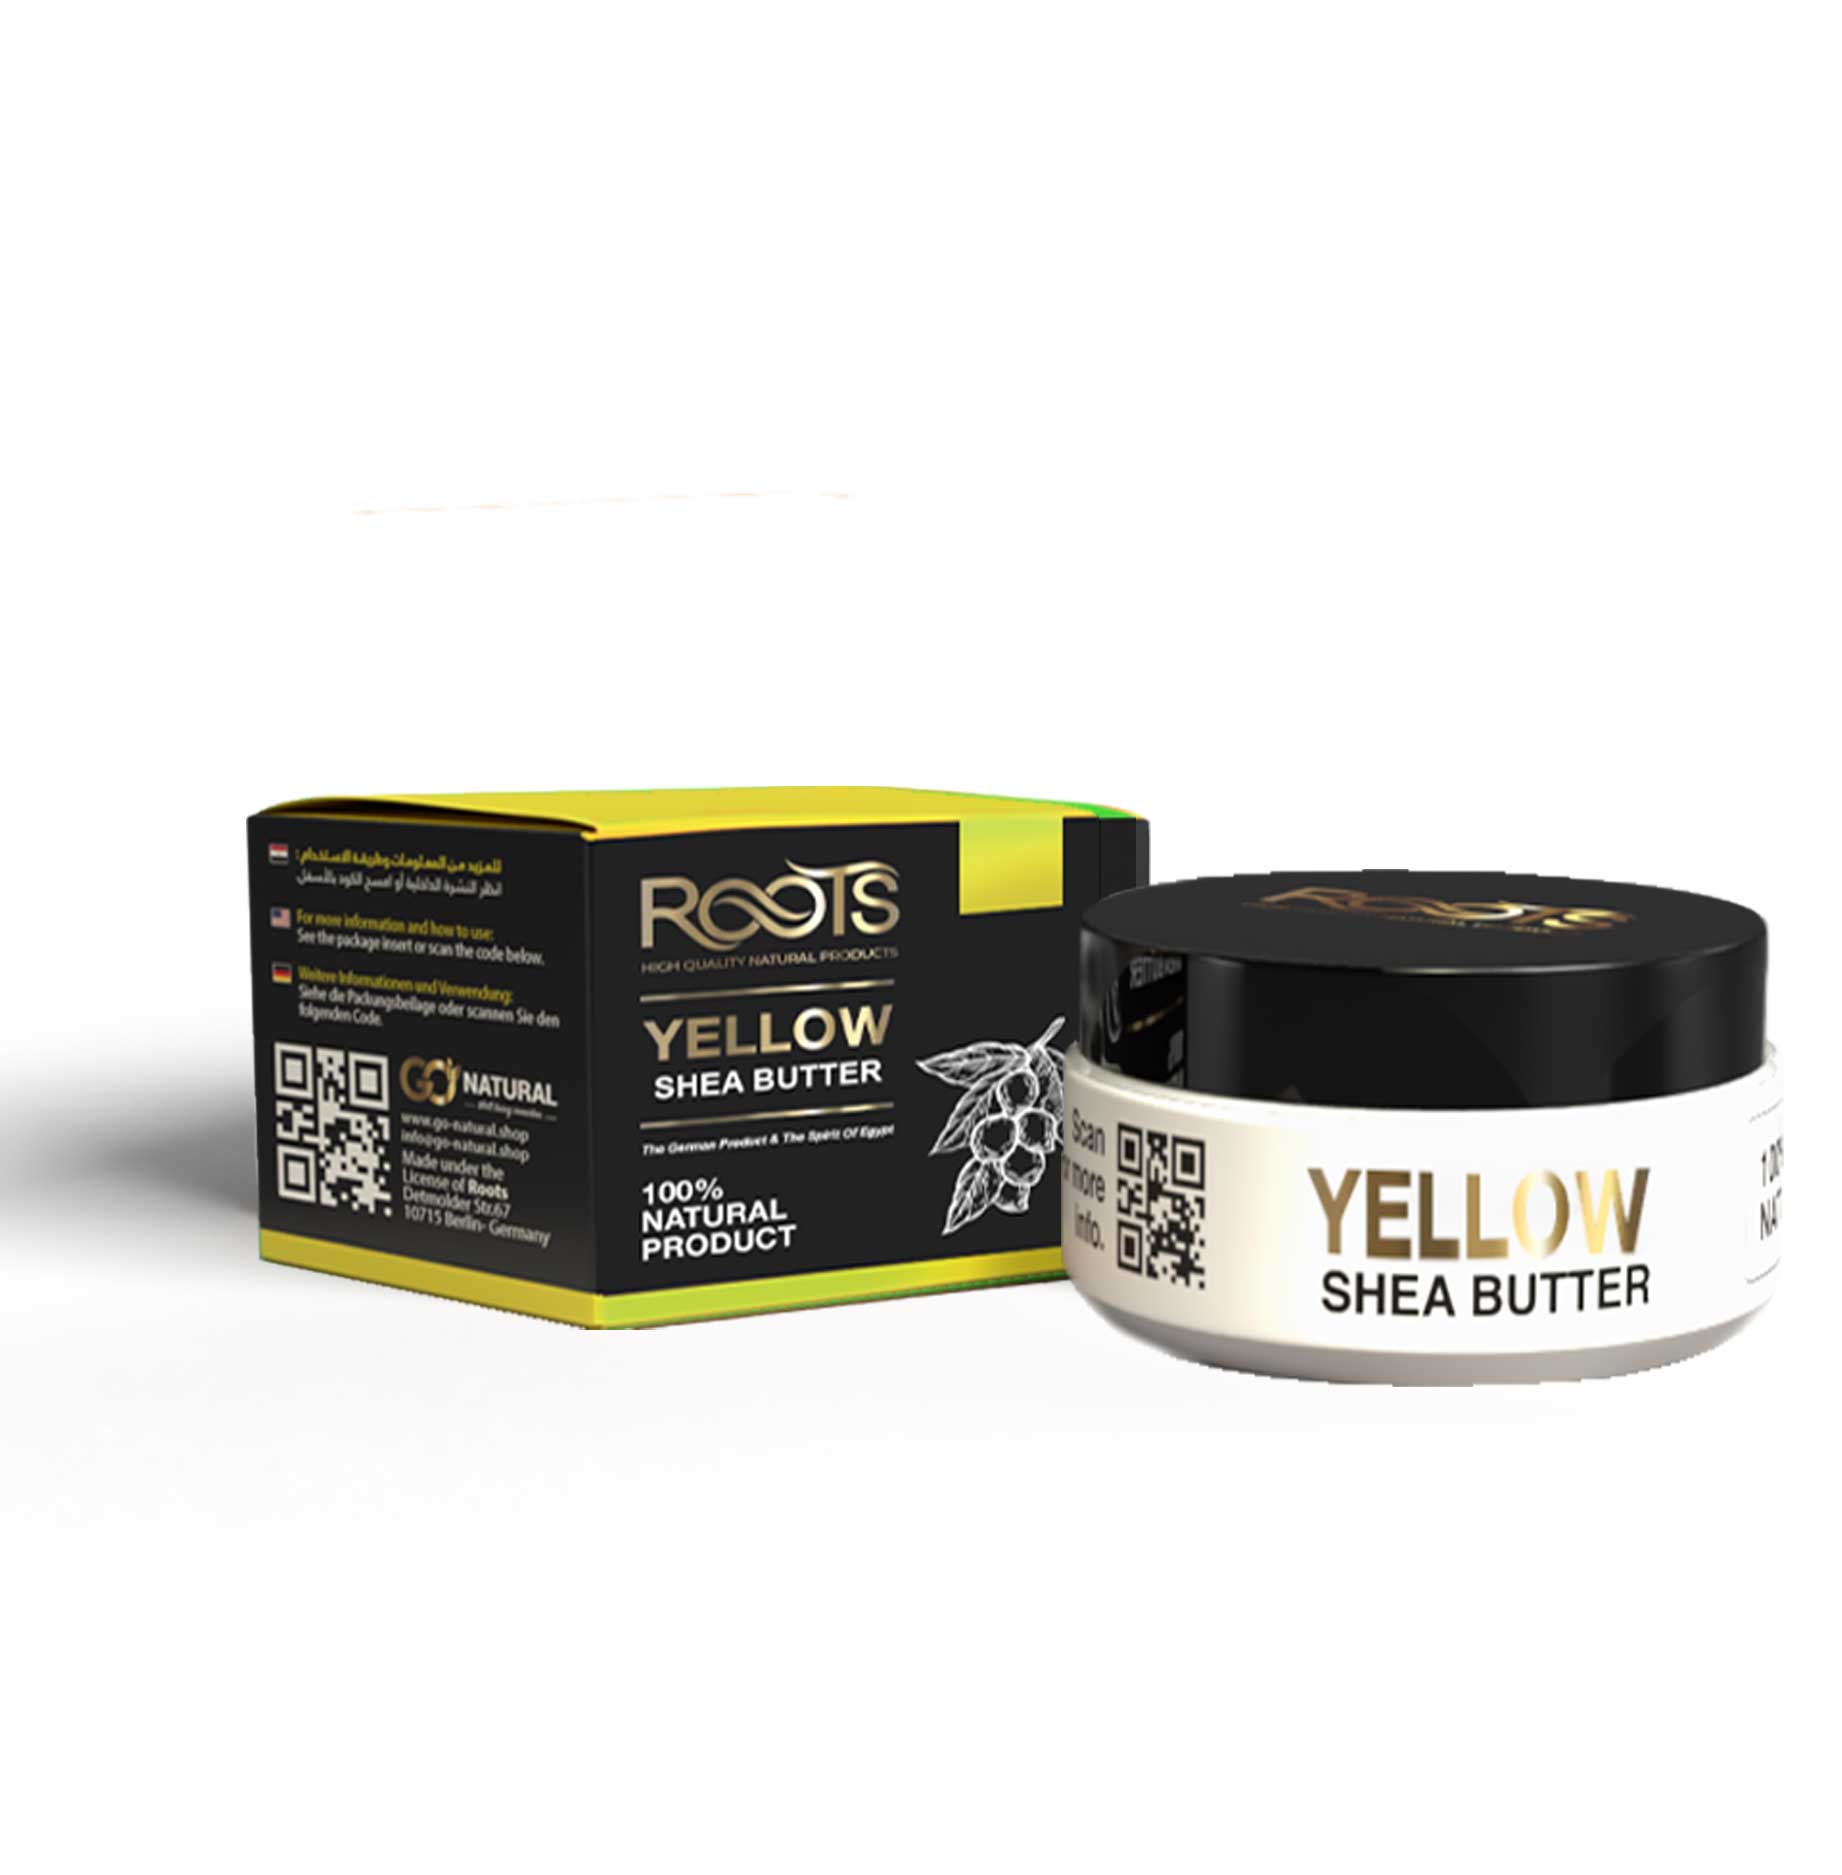 للمزيد من المعلومات وطريقة الاستخدام:
انظر النشرة الداخلية أو امسح الكود بالأسفل.
For more information and how to use:
See the package insert or scan the code below.
Weitere Informationen und Verwendung:
Siehe die Packungsbeilage oder scannen Sie den
folgenden Code.
GO NATURAL
www.go-natural.shop
info@go-natural.shop
Made under the
License of Roots
Detmolder Str.67
10715 Berlin- Germany
ROOTS
HIGH QUALITY NATURAL PRODUCTS
YELLOW
SHEA BUTTER
The German Product & The Spirit Of Egypt
100%
NATURAL
PRODUCT
ROOTS
Scan
more
info.
YELLOW
SHEA BUTTER